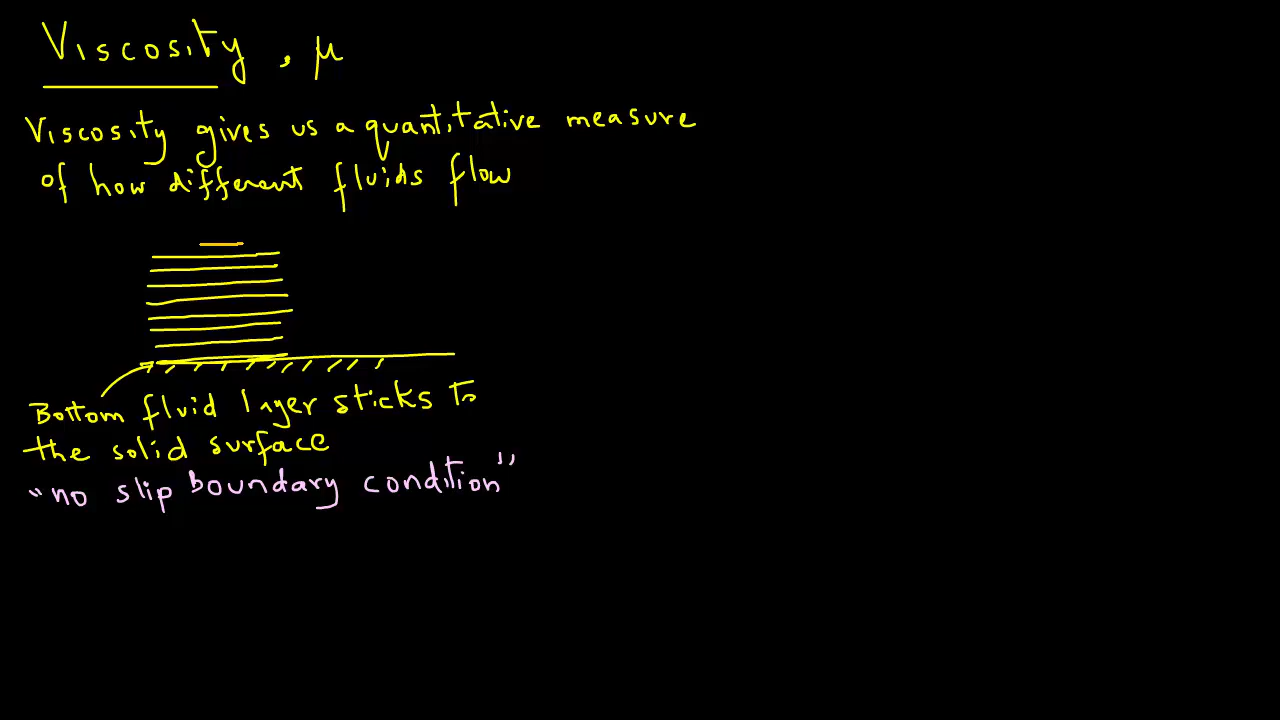 Viscosity, μ
Viscosity gives us a quantitative measure
of how different fluids flow
Bottom fluid layer sticks to
the solid surface
"no slip boundary condition"